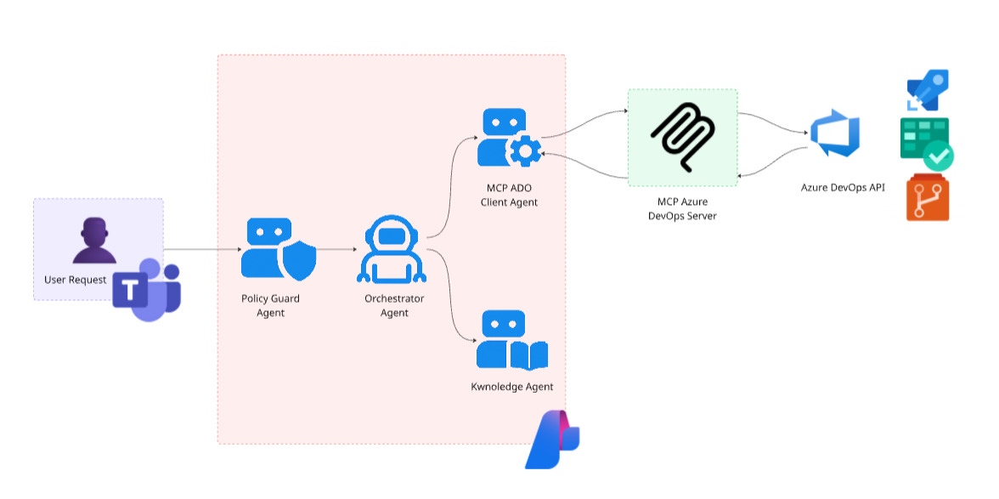 User Request
T
Policy Guard
Agent
Orchestrator
Agent
MCP ADO
Client Agent
Kwnoledge Agent
MCP Azure
DevOps Server
Azure DevOps API